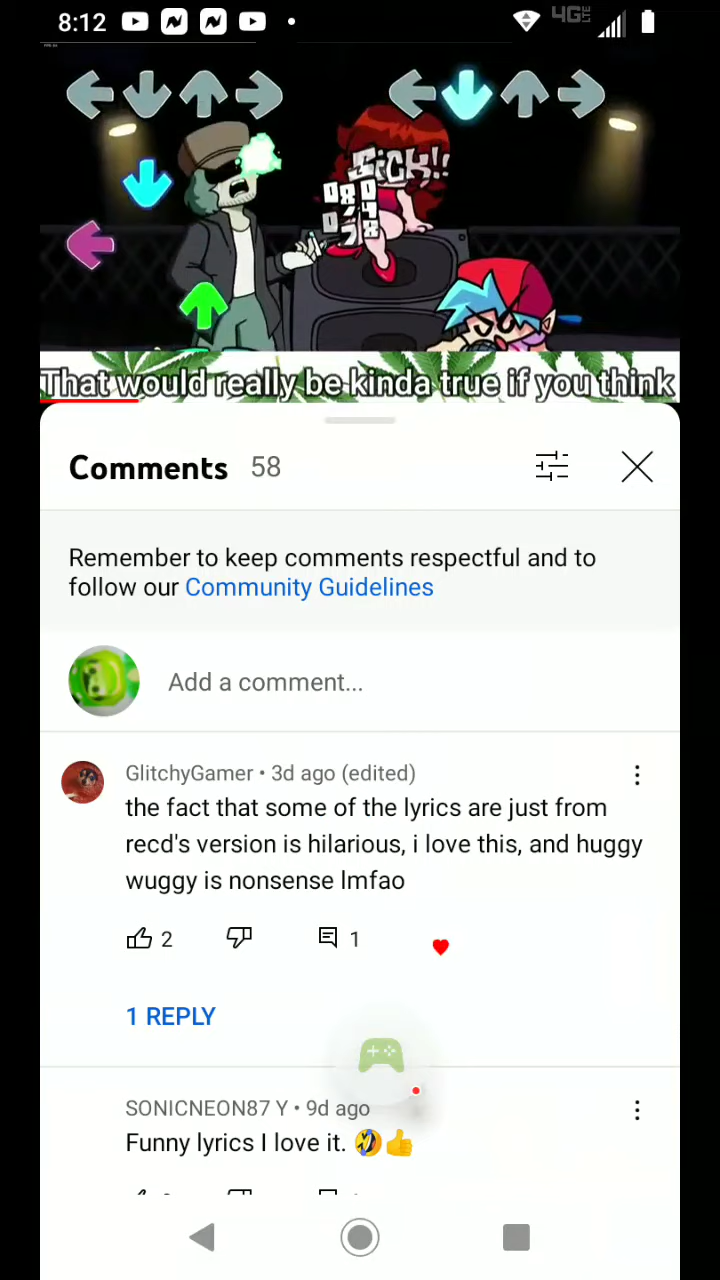 8:12
4G LTE
SiCK!!
That would really be kinda true if you think
Comments 58
Remember to keep comments respectful and to
follow our Community Guidelines
Add a comment...
GlitchyGamer • 3d ago (edited)
the fact that some of the lyrics are just from
recd's version is hilarious, i love this, and huggy
wuggy is nonsense lmfao
2
1
1 REPLY
SONICNEON87 Y • 9d ago
Funny lyrics I love it. 🤣👍